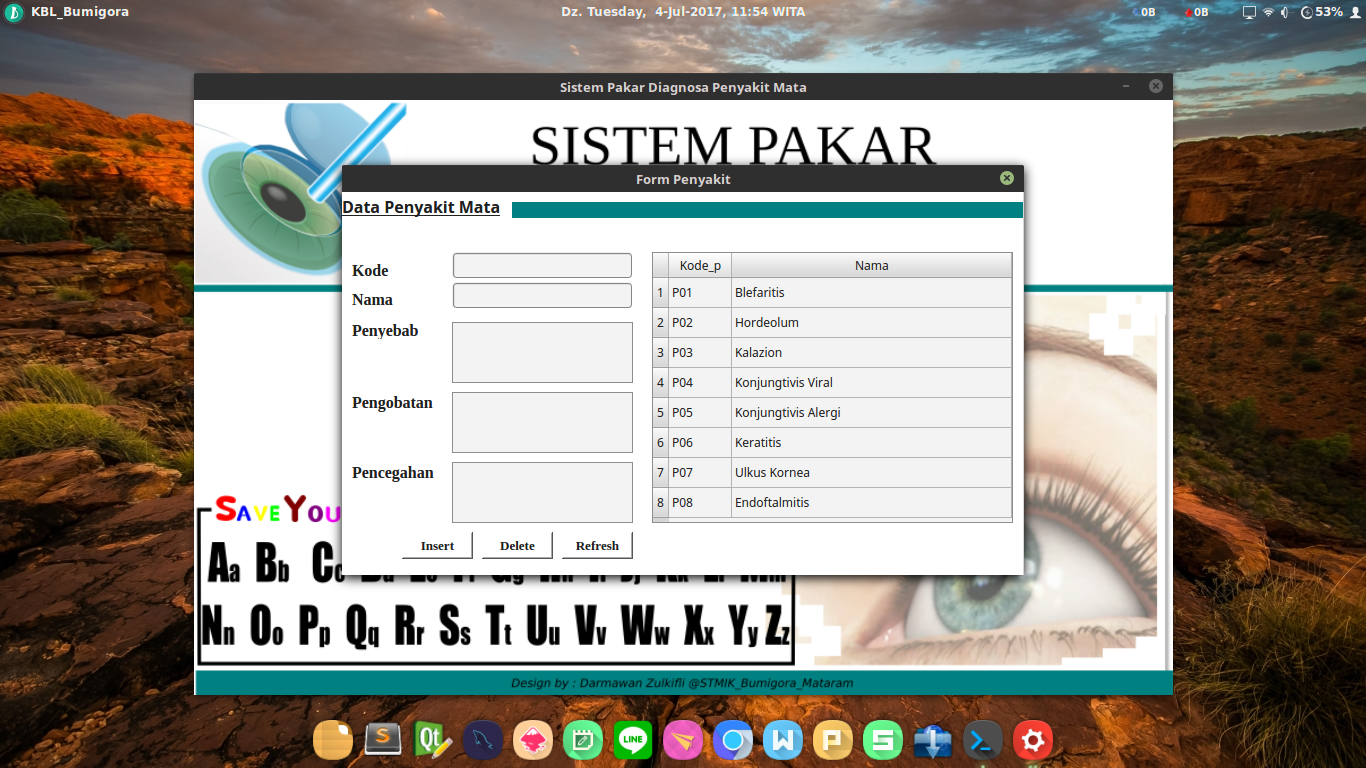 KBL_Bumigora
Dz. Tuesday, 4-Jul-2017, 11:54 WITA
0B
0B
53%
Sistem Pakar Diagnosa Penyakit Mata
SISTEM PAKAR
Form Penyakit
Data Penyakit Mata
Kode
Nama
Penyebab
Pengobatan
Pencegahan
Insert Delete Refresh
Kode_p Nama
1 P01 Blefaritis
2 P02 Hordeolum
3 P03 Kalazion
4 P04 Konjungtivis Viral
5 P05 Konjungtivis Alergi
6 P06 Keratitis
7 P07 Ulkus Kornea
8 P08 Endoftalmitis
SAVE YOU
Aa Bb
Nn Oo Pp Qq Rr Ss Tt Uu Vv Ww Xx Yy Zz
Design by : Darmawan Zulkifli @STMIK_Bumigora_Mataram
S
Qt
LINE
W
P
S